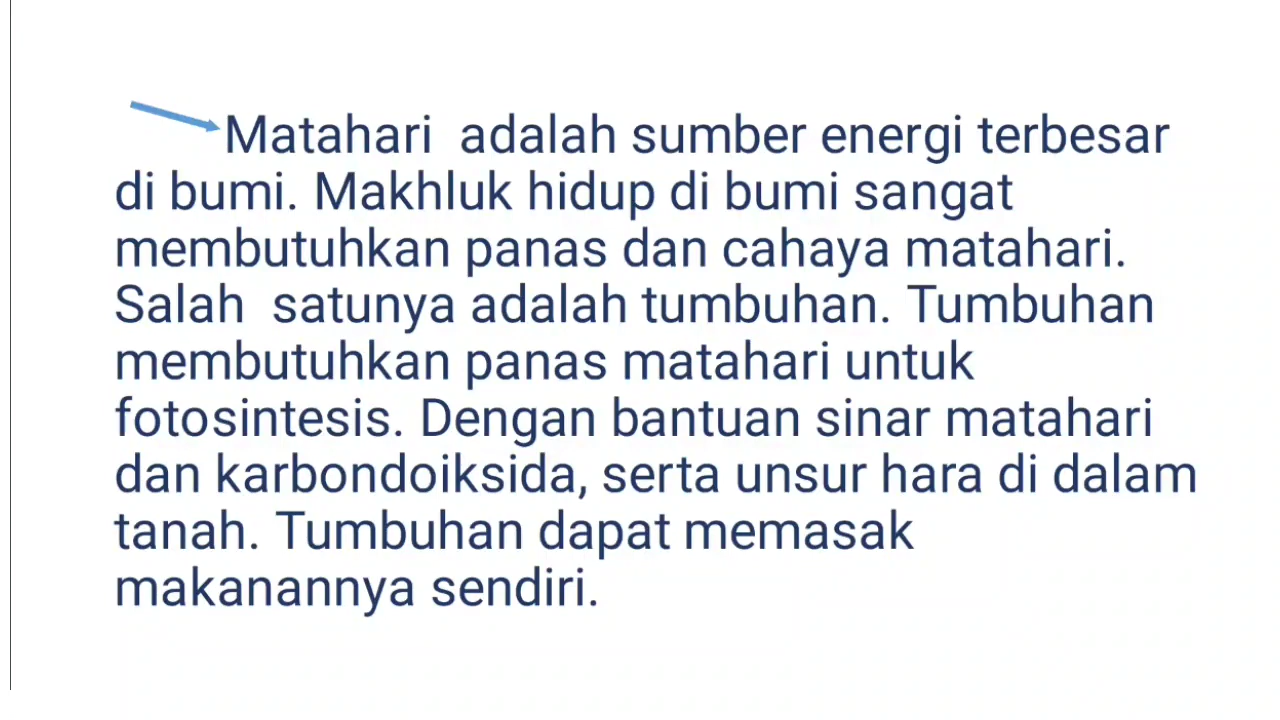 Matahari  adalah sumber energi terbesar
di bumi. Makhluk hidup di bumi sangat
membutuhkan panas dan cahaya matahari.
Salah  satunya adalah tumbuhan. Tumbuhan
membutuhkan panas matahari untuk
fotosintesis. Dengan bantuan sinar matahari
dan karbondoiksida, serta unsur hara di dalam
tanah. Tumbuhan dapat memasak
makanannya sendiri.